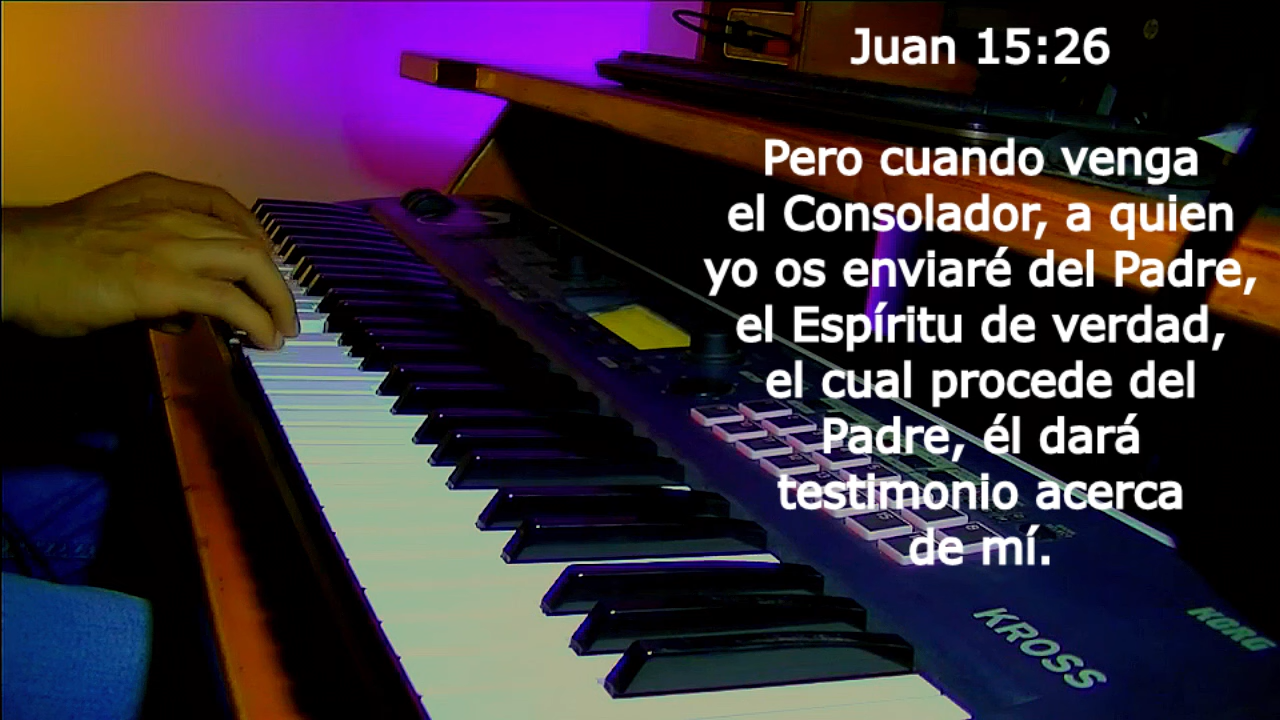 Juan 15:26
Pero cuando venga
el Consolador, a quien
yo os enviaré del Padre,
el Espíritu de verdad,
el cual procede del
Padre, él dará
testimonio acerca
de mí.
KROSS
KORG